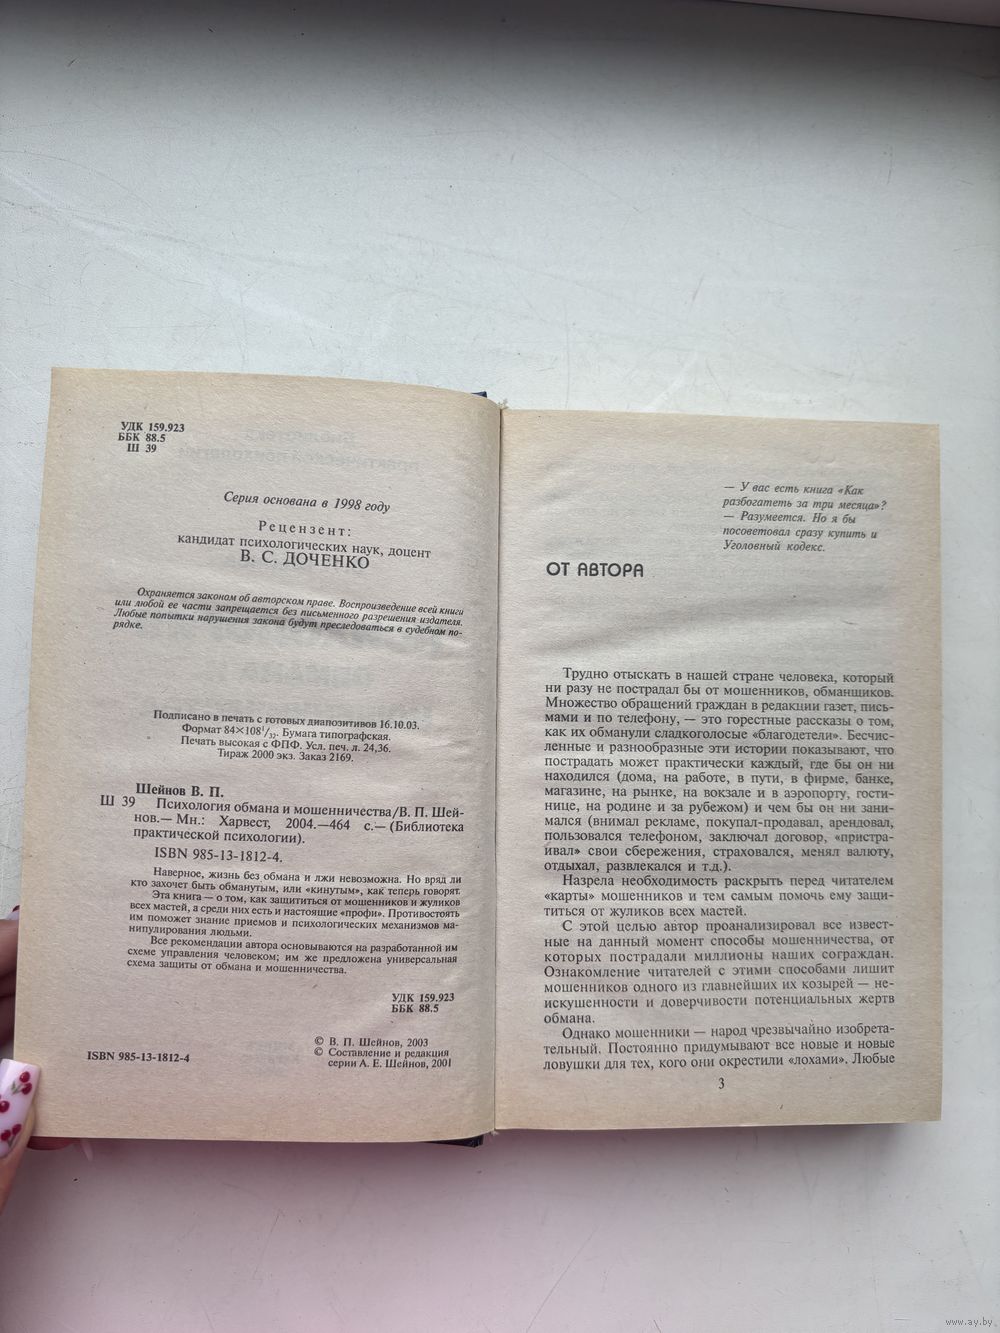 УДК 159.923
ББК 88.5
Ш 39
Серия основана в 1998 году
Рецензент:
кандидат психологических наук, доцент
В. С. ДОЧЕНКО
Охраняется законом об авторском праве. Воспроизведение всей книги
или любой ее части запрещается без письменного разрешения издателя.
Любые попытки нарушения закона будут преследоваться в судебном по-
рядке.
Подписано в печать с готовых диапозитивов 16.10.03.
Формат 84×108¹/₃₂. Бумага типографская.
Печать высокая с ФПФ. Усл. печ. л. 24,36.
Тираж 2000 экз. Заказ 2169.
Шейнов В. П.
Ш 39 Психология обмана и мошенничества/В. П. Шей-
нов.— Мн.: Харвест, 2004.—464 с.— (Библиотека
практической психологии).
ISBN 985-13-1812-4.
Наверное, жизнь без обмана и лжи невозможна. Но вряд ли
кто захочет быть обманутым, или «кинутым», как теперь говорят.
Эта книга — о том, как защититься от мошенников и жуликов
всех мастей, а среди них есть и настоящие «профи». Противостоять
им поможет знание приемов и психологических механизмов ма-
нипулирования людьми.
Все рекомендации автора основываются на разработанной им
схеме управления человеком; им же предложена универсальная
схема защиты от обмана и мошенничества.
УДК 159.923
ББК 88.5
© В. П. Шейнов, 2003
© Составление и редакция
серии А. Е. Шейнов, 2001
ISBN 985-13-1812-4
— У вас есть книга «Как
разбогатеть за три месяца»?
— Разумеется. Но я бы
посоветовал сразу купить и
Уголовный кодекс.
ОТ АВТОРА
Трудно отыскать в нашей стране человека, который
ни разу не пострадал бы от мошенников, обманщиков.
Множество обращений граждан в редакции газет, пись-
мами и по телефону, — это горестные рассказы о том,
как их обманули сладкоголосые «благодетели». Бесчис-
ленные и разнообразные эти истории показывают, что
пострадать может практически каждый, где бы он ни
находился (дома, на работе, в пути, в фирме, банке,
магазине, на рынке, на вокзале и в аэропорту, гости-
нице, на родине и за рубежом) и чем бы он ни зани-
мался (внимал рекламе, покупал-продавал, арендовал,
пользовался телефоном, заключал договор, «пристра-
ивал» свои сбережения, страховался, менял валюту,
отдыхал, развлекался и т.д.).
Назрела необходимость раскрыть перед читателем
«карты» мошенников и тем самым помочь ему защи-
титься от жуликов всех мастей.
С этой целью автор проанализировал все извест-
ные на данный момент способы мошенничества, от
которых пострадали миллионы наших сограждан.
Ознакомление читателей с этими способами лишит
мошенников одного из главнейших их козырей — не-
искушенности и доверчивости потенциальных жертв
обмана.
Однако мошенники — народ чрезвычайно изобрета-
тельный. Постоянно придумывают все новые и новые
ловушки для тех, кого они окрестили «лохами». Любые
3
www.ay.by